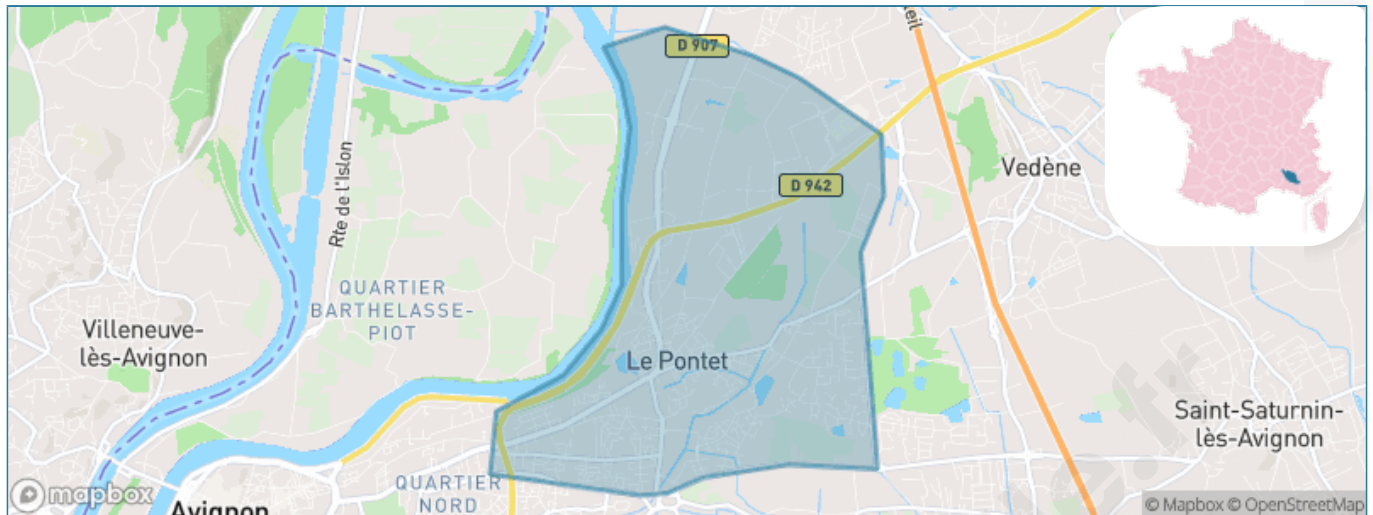 D 907
eil
Vedène
D 942
Rte de l'Islon
QUARTIER
BARTHELASSE-
PIOT
Villeneuve-
lès-Avignon
Le Pontet
Saint-Saturnin-
lès-Avignon
QUARTIER
NORD
Avignon
mapbox
© Mapbox © OpenStreetMap